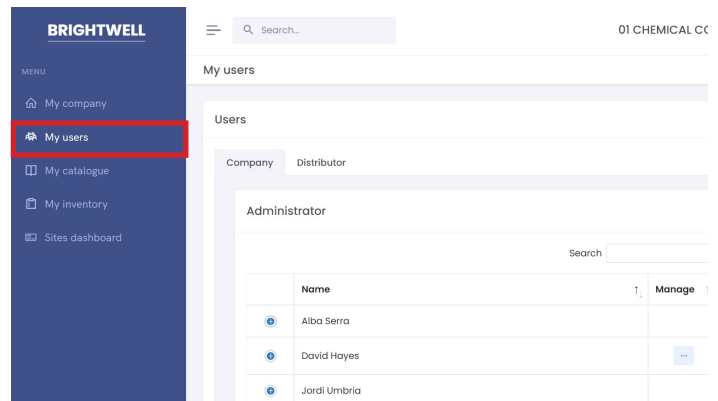 BRIGHTWELL
Search...
01 CHEMICAL CO
MENU
My users
My company
My users
My catalogue
My inventory
Sites dashboard
Users
Company Distributor
Administrator
Search
Name Manage
Alba Serra
David Hayes
Jordi Umbria